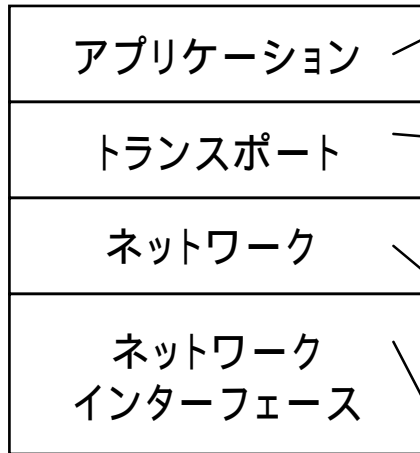 アプリケーション
トランスポート
ネットワーク
ネットワーク
インターフェース